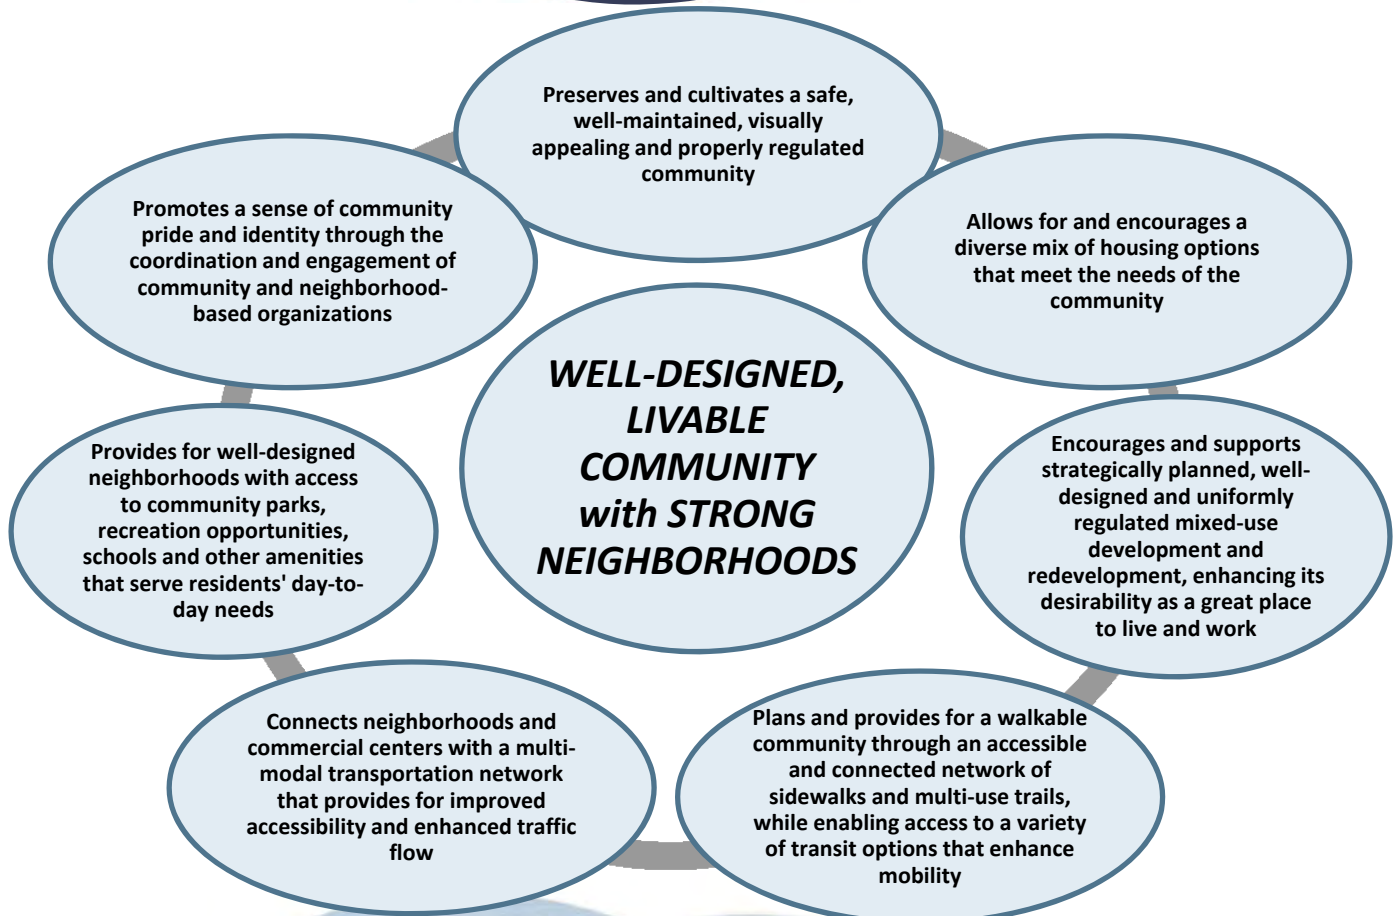 Preserves and cultivates a safe,
well-maintained, visually
appealing and properly regulated
community
Allows for and encourages a
diverse mix of housing options
that meet the needs of the
community
Encourages and supports
strategically planned, well-
designed and uniformly
regulated mixed-use
development and
redevelopment, enhancing its
desirability as a great place
to live and work
Plans and provides for a walkable
community through an accessible
and connected network of
sidewalks and multi-use trails,
while enabling access to a variety
of transit options that enhance
mobility
Connects neighborhoods and
commercial centers with a multi-
modal transportation network
that provides for improved
accessibility and enhanced traffic
flow
Provides for well-designed
neighborhoods with access
to community parks,
recreation opportunities,
schools and other amenities
that serve residents' day-to-
day needs
Promotes a sense of community
pride and identity through the
coordination and engagement of
community and neighborhood-
based organizations
WELL-DESIGNED,
LIVABLE
COMMUNITY
with STRONG
NEIGHBORHOODS